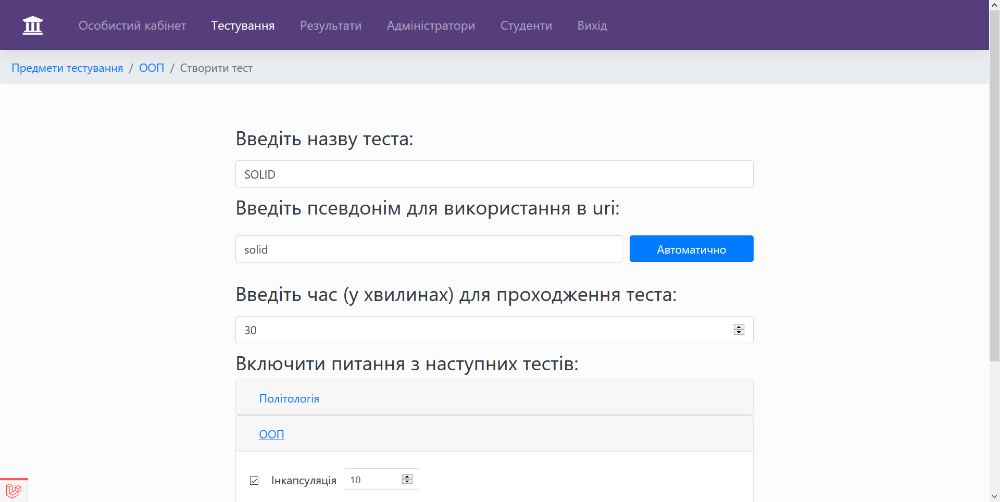 Особистий кабінет Тестування Результати Адміністратори Студенти Вихід
Предмети тестування / ООП / Створити тест
Введіть назву теста:
SOLID
Введіть псевдонім для використання в uri:
solid Автоматично
Введіть час (у хвилинах) для проходження теста:
30
Включити питання з наступних тестів:
Політологія
ООП
Інкапсуляція 10